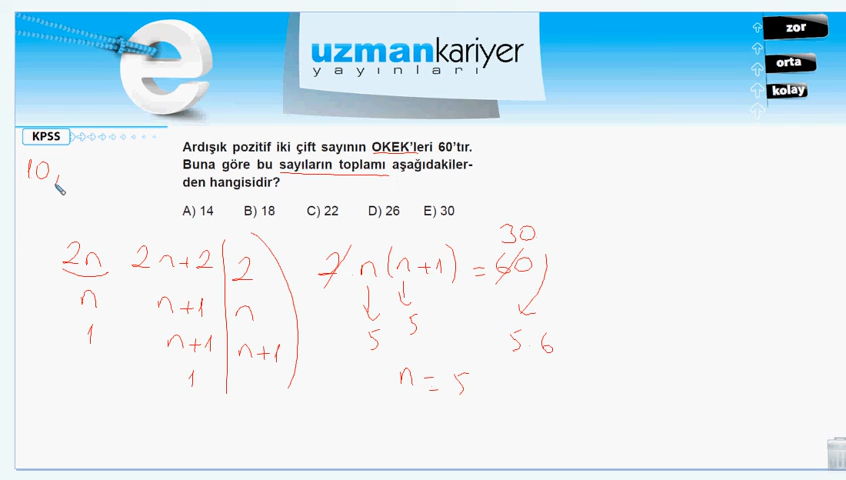 zor
uzmankariyer
yayınları
orta
kolay
KPSS
Ardışık pozitif iki çift sayının OKEK'leri 60'tır.
Buna göre bu sayıların toplamı aşağıdakiler-
den hangisidir?
10,
A) 14 B) 18 C) 22 D) 26 E) 30
2n 2n+2 2
n n+1 n
1 n+1 n+1
1
30
2.n(n+1) = 60
5 5
5.6
n = 5